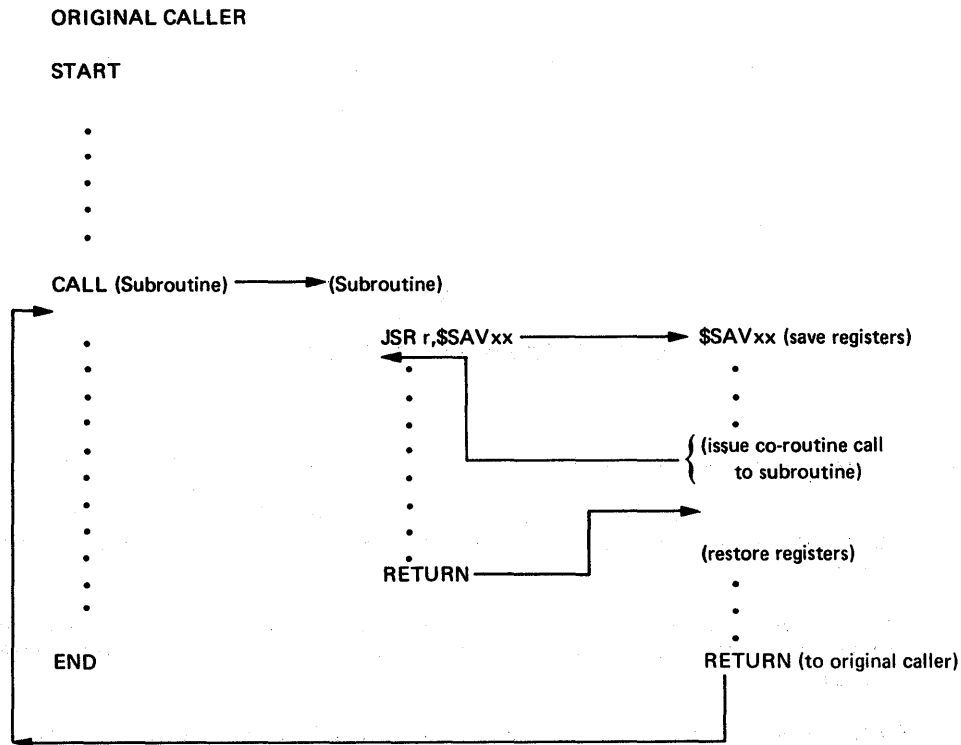 ORIGINAL CALLER
START
CALL (Subroutine)
(Subroutine)
JSR r,$SAVxx
$SAVxx (save registers)
(issue co-routine call
to subroutine)
(restore registers)
RETURN
END
RETURN (to original caller)